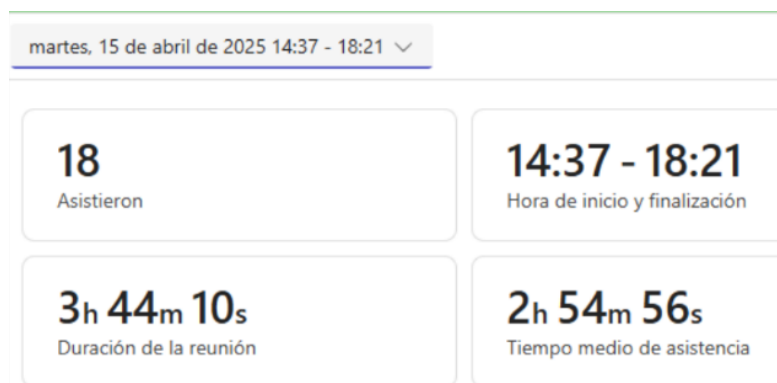 martes, 15 de abril de 2025 14:37 - 18:21
18
Asistieron
14:37 - 18:21
Hora de inicio y finalización
3h 44m 10s
Duración de la reunión
2h 54m 56s
Tiempo medio de asistencia